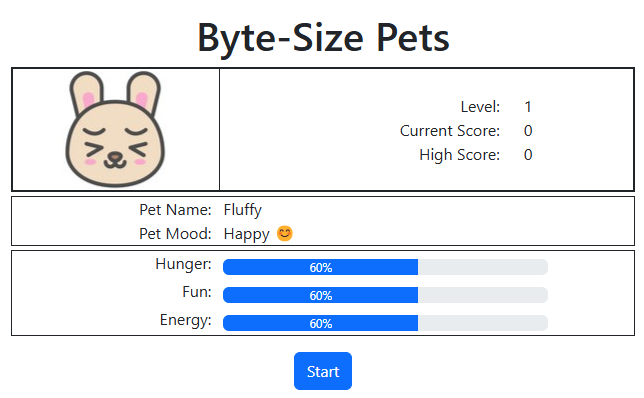 Byte-Size Pets
Level: 1
Current Score: 0
High Score: 0
Pet Name: Fluffy
Pet Mood: Happy 😊
Hunger: 60%
Fun: 60%
Energy: 60%
Start